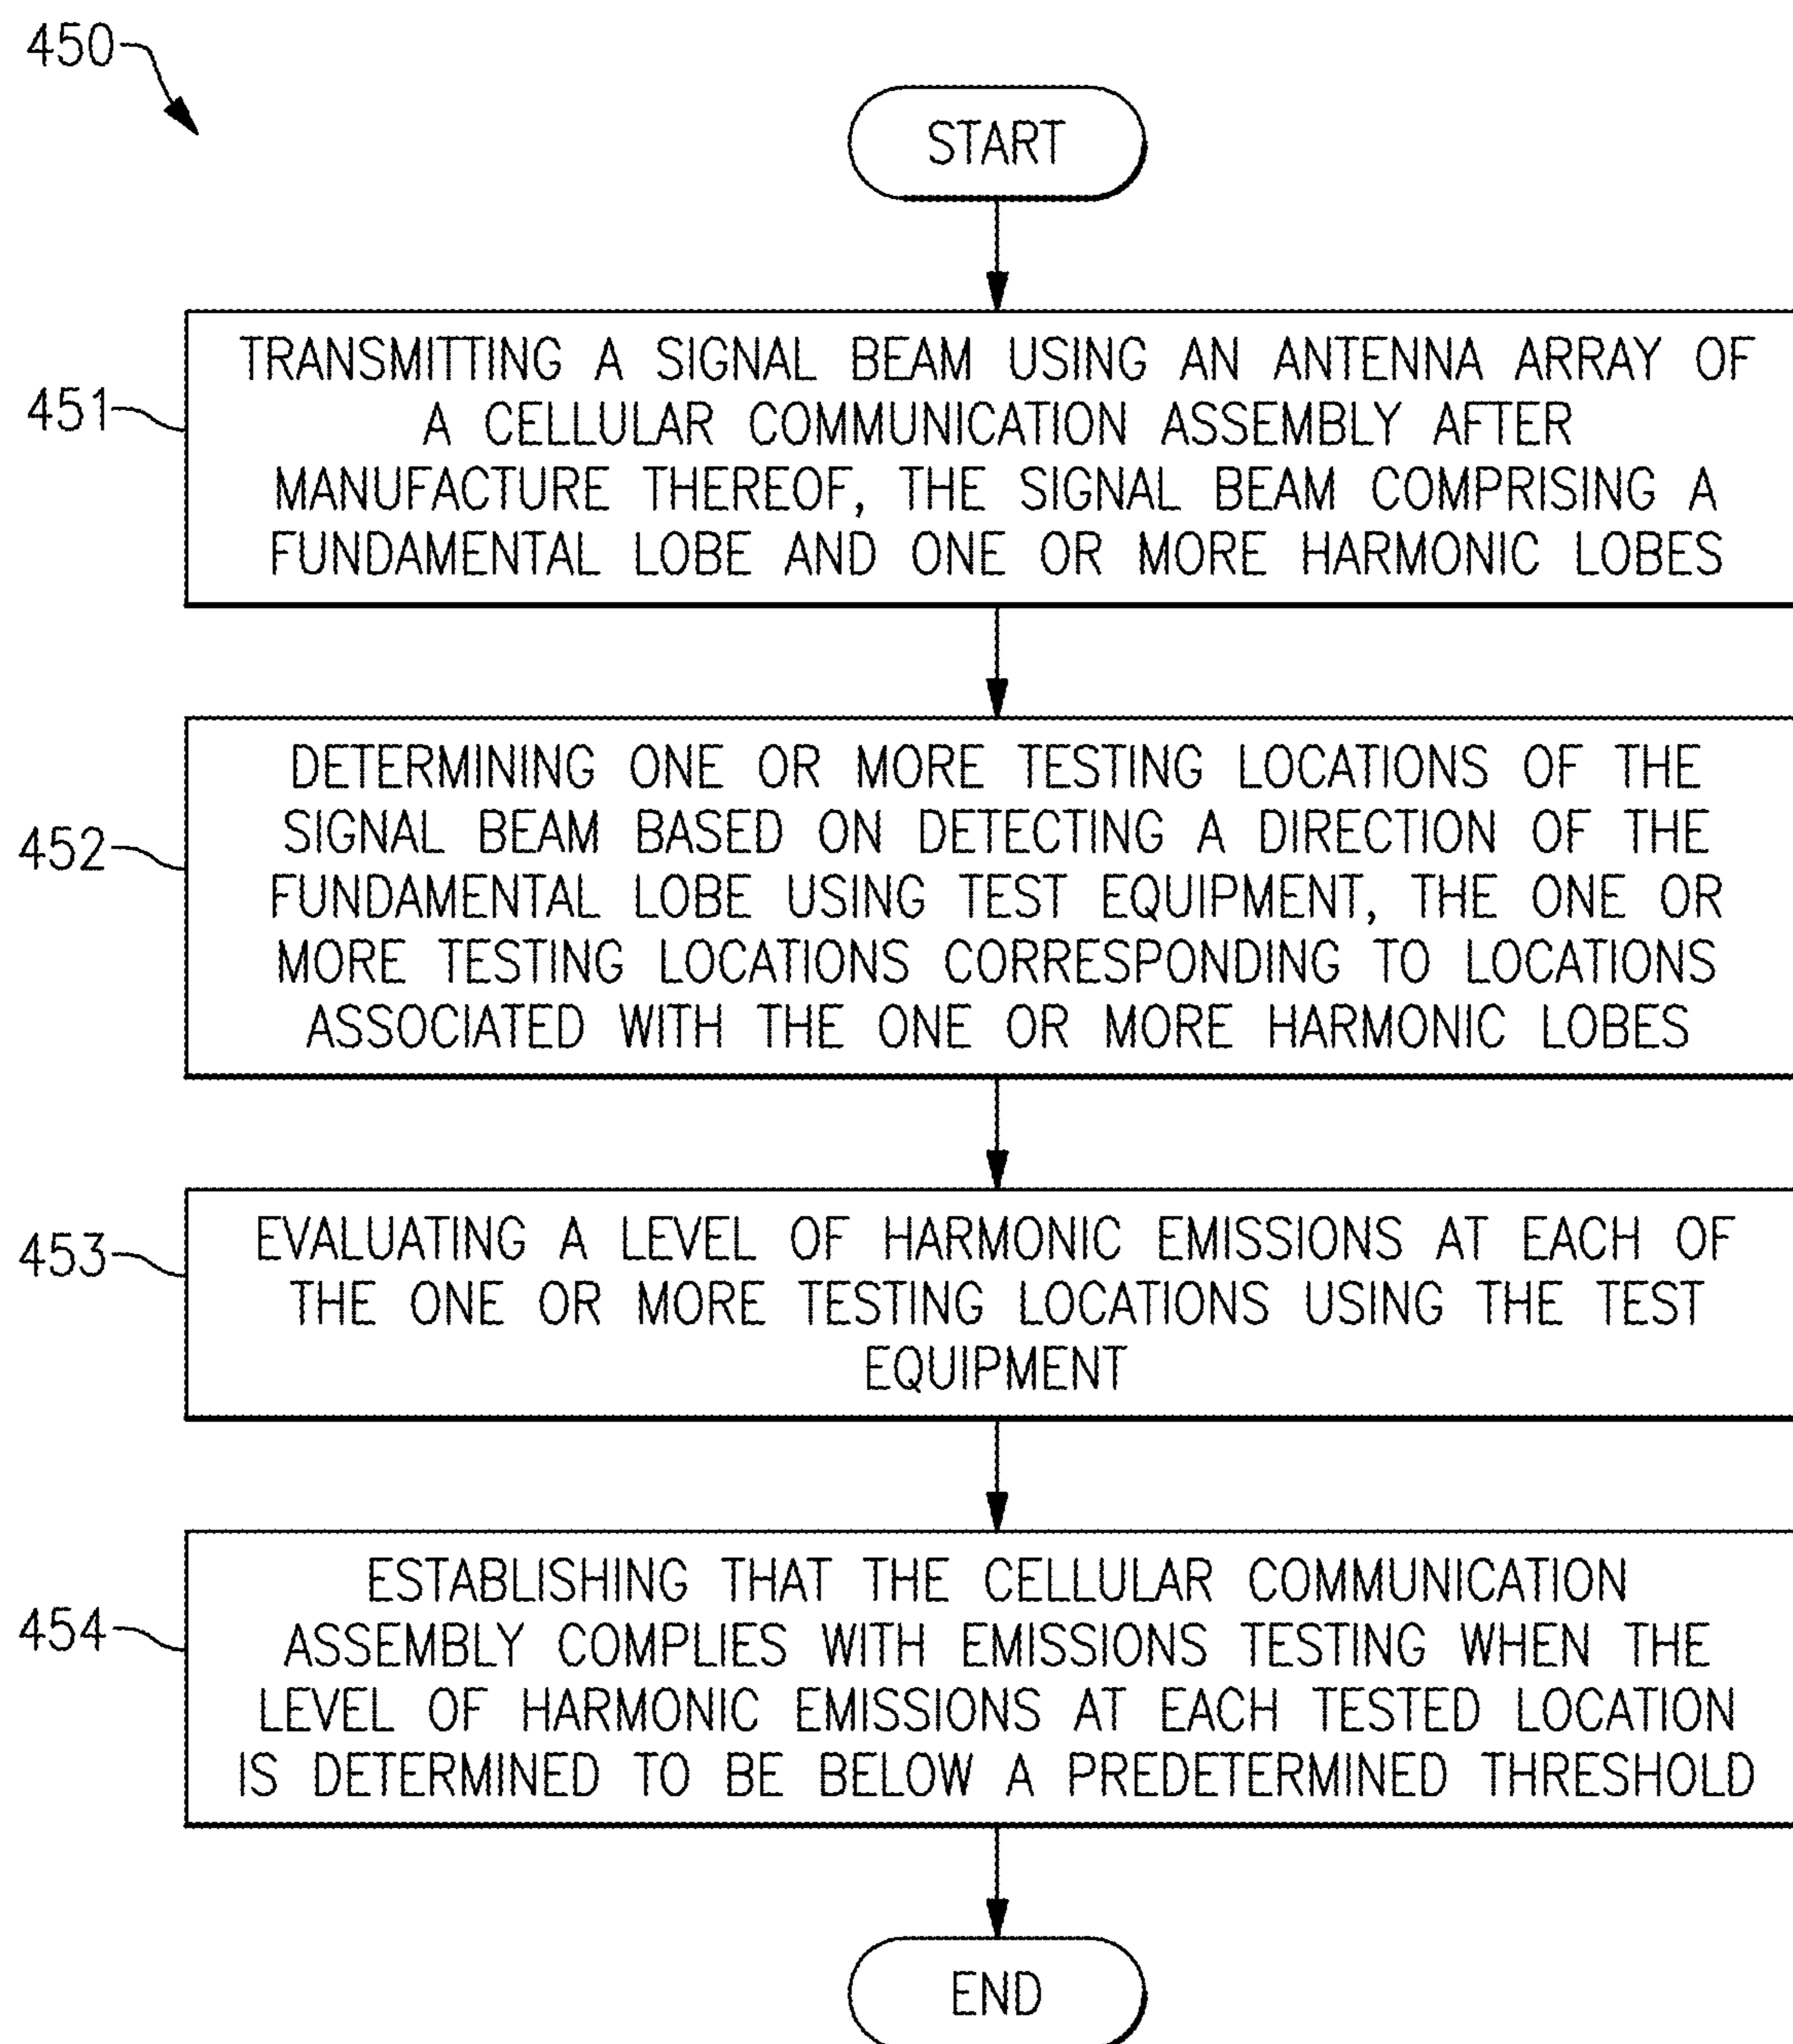 450
START
451
TRANSMITTING A SIGNAL BEAM USING AN ANTENNA ARRAY OF
A CELLULAR COMMUNICATION ASSEMBLY AFTER
MANUFACTURE THEREOF, THE SIGNAL BEAM COMPRISING A
FUNDAMENTAL LOBE AND ONE OR MORE HARMONIC LOBES
452
DETERMINING ONE OR MORE TESTING LOCATIONS OF THE
SIGNAL BEAM BASED ON DETECTING A DIRECTION OF THE
FUNDAMENTAL LOBE USING TEST EQUIPMENT, THE ONE OR
MORE TESTING LOCATIONS CORRESPONDING TO LOCATIONS
ASSOCIATED WITH THE ONE OR MORE HARMONIC LOBES
453
EVALUATING A LEVEL OF HARMONIC EMISSIONS AT EACH OF
THE ONE OR MORE TESTING LOCATIONS USING THE TEST
EQUIPMENT
454
ESTABLISHING THAT THE CELLULAR COMMUNICATION
ASSEMBLY COMPLIES WITH EMISSIONS TESTING WHEN THE
LEVEL OF HARMONIC EMISSIONS AT EACH TESTED LOCATION
IS DETERMINED TO BE BELOW A PREDETERMINED THRESHOLD
END